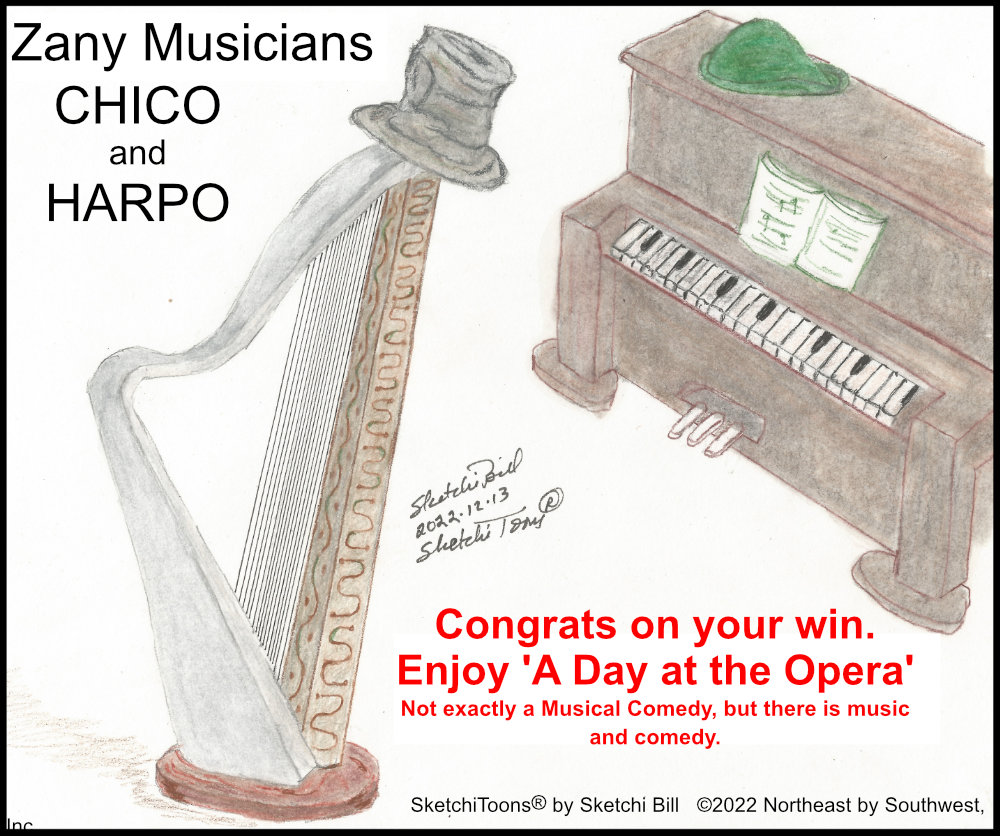 Zany Musicians
CHICO
and
HARPO
Sketchi Bill
2022.12.13
Sketchi Toons®
Congrats on your win.
Enjoy 'A Day at the Opera'
Not exactly a Musical Comedy, but there is music
and comedy.
SketchiToons® by Sketchi Bill ©2022 Northeast by Southwest,
Inc